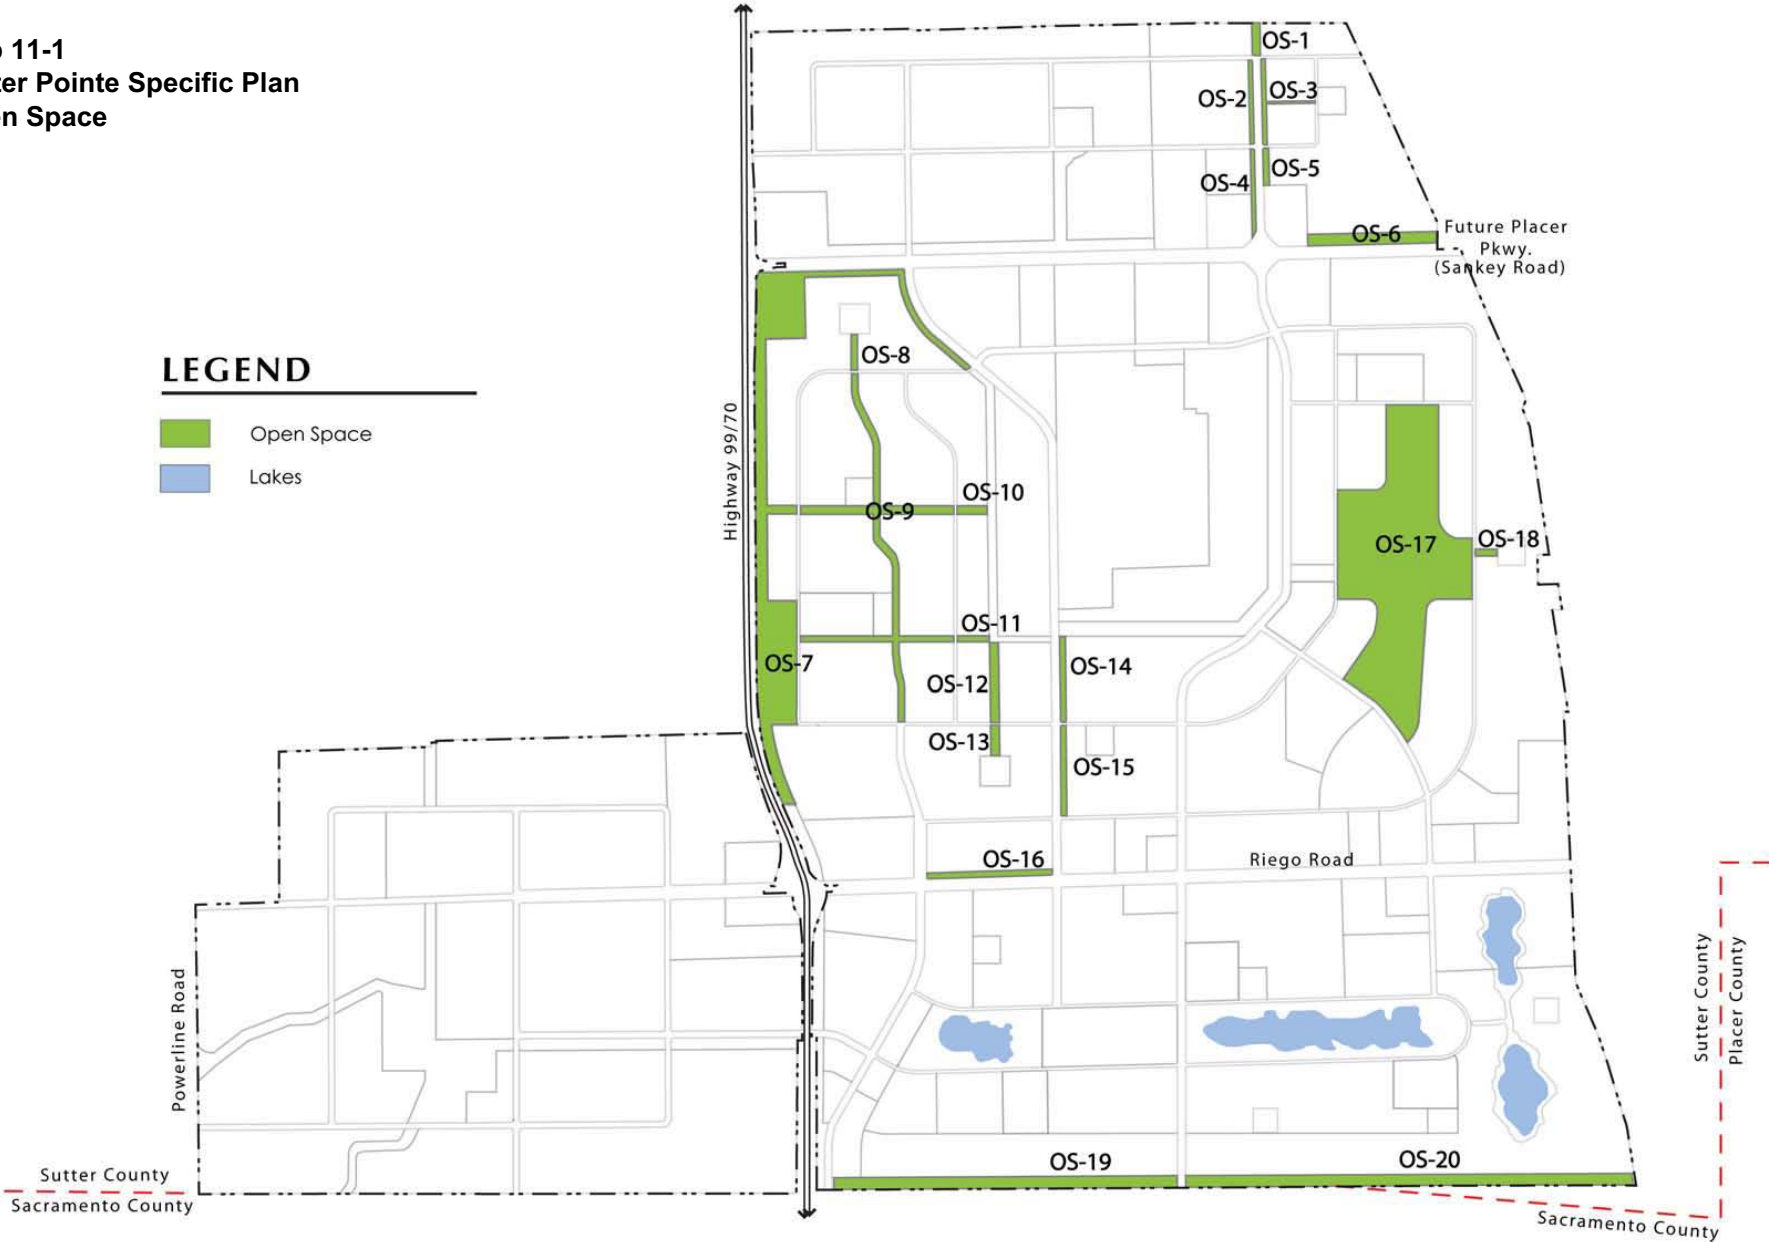 11-1
Pointe Specific Plan
Space
OS-1
OS-2
OS-3
OS-4
OS-5
OS-6
Future Placer
Pkwy.
(Sankey Road)
LEGEND
Open Space
Lakes
Highway 99/70
OS-8
OS-10
OS-9
OS-17
OS-18
OS-11
OS-7
OS-14
OS-12
OS-13
OS-15
OS-16
Riego Road
Powerline Road
Sutter County
Placer County
OS-19
OS-20
Sutter County
Sacramento County
Sacramento County